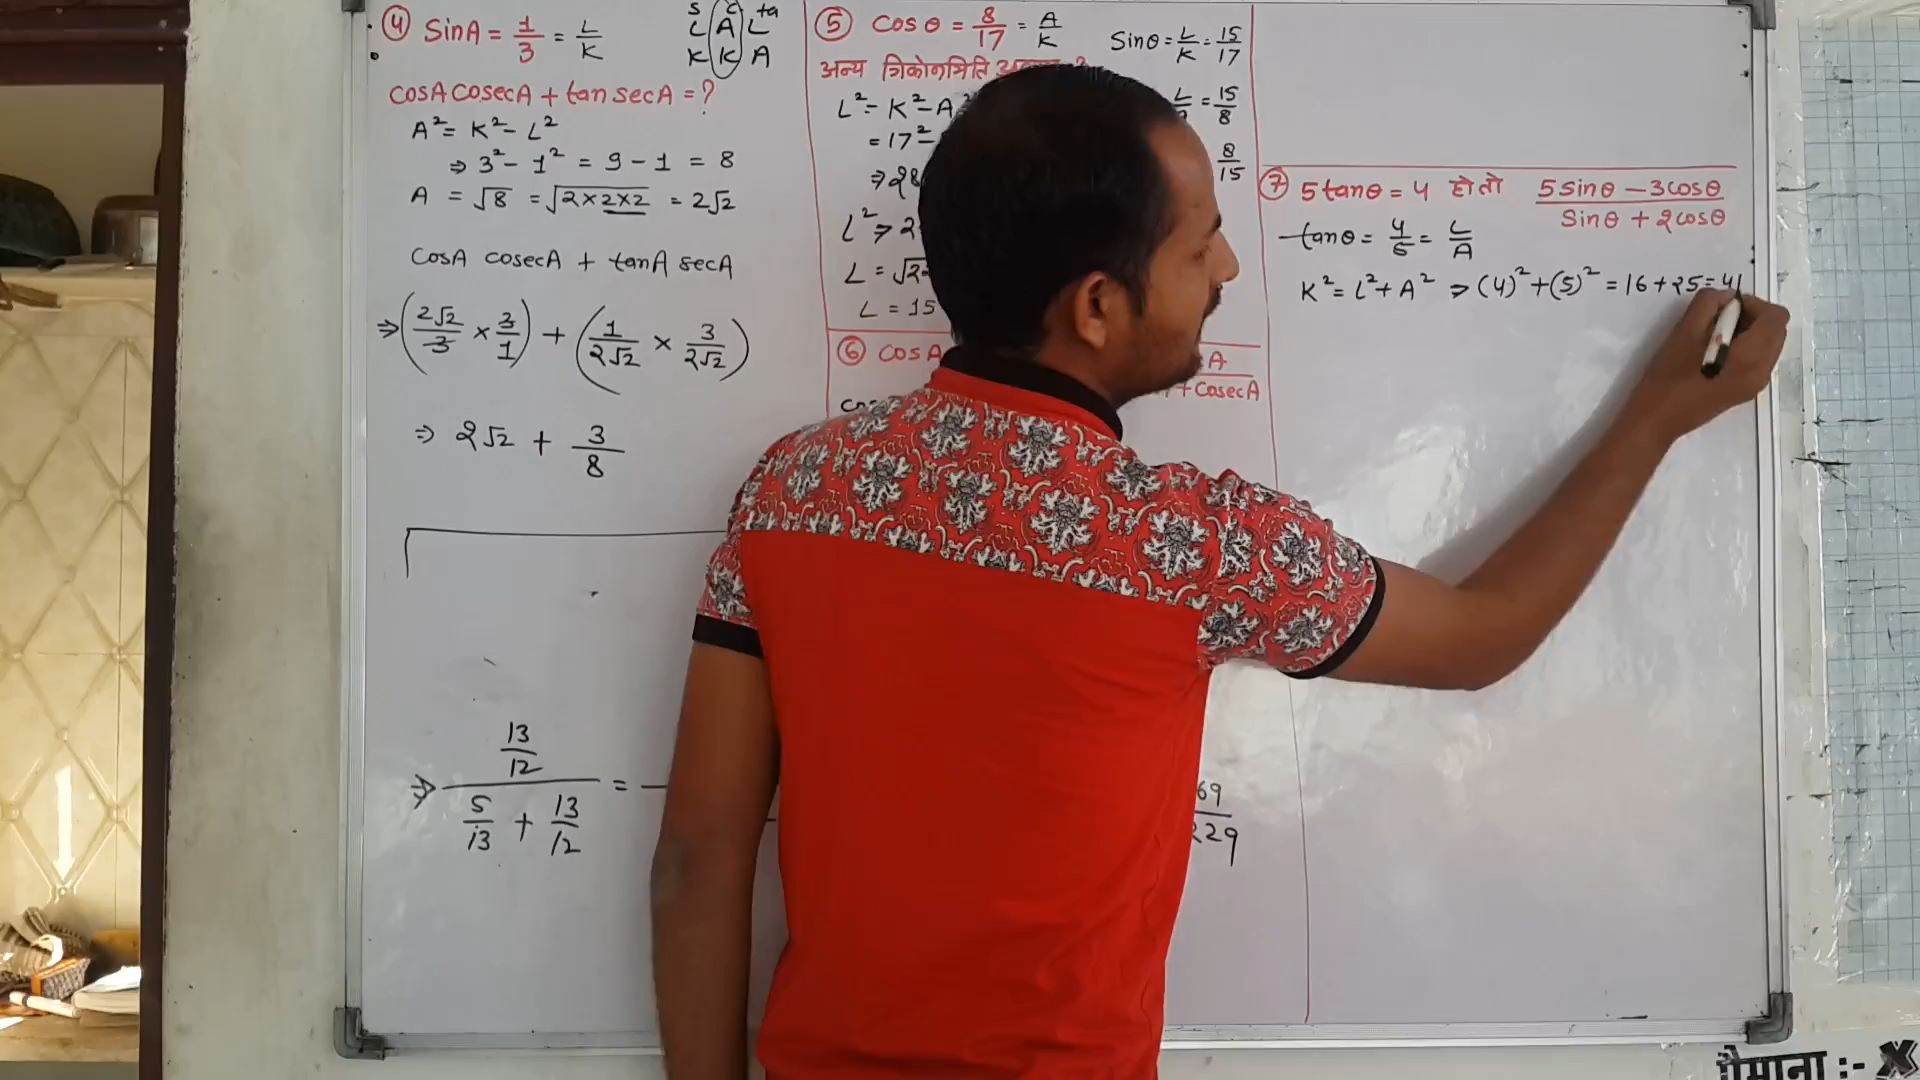 ④ SinA = 1/3 = L/K
S C ta
L A L
K K A
cosA cosecA + tan secA = ?
A² = K² - L²
⇒ 3² - 1² = 9 - 1 = 8
A = √8 = √2×2×2 = 2√2
cosA cosecA + tanA secA
⇒ (2√2/3 × 3/1) + (1/2√2 × 3/2√2)
⇒ 2√2 + 3/8
⇒ 13/12 / 5/13 + 13/12 =
69
229
⑤ cosθ = 8/17 = A/K
Sinθ = L/K = 15/17
अन्य त्रिकोणमिति
L² = K² - A²
= 15/8
= 17² -
8/15
⇒ 28
L² ⇒ 2
L = √22
L = 15
⑥ cosA
A
+ cosecA
⑦ 5tanθ = 4 हो तो 5sinθ - 3cosθ / Sinθ + 2cosθ
tanθ = 4/5 = L/A
K² = L² + A² ⇒ (4)² + (5)² = 16 + 25 = 41
पैमाना :- X